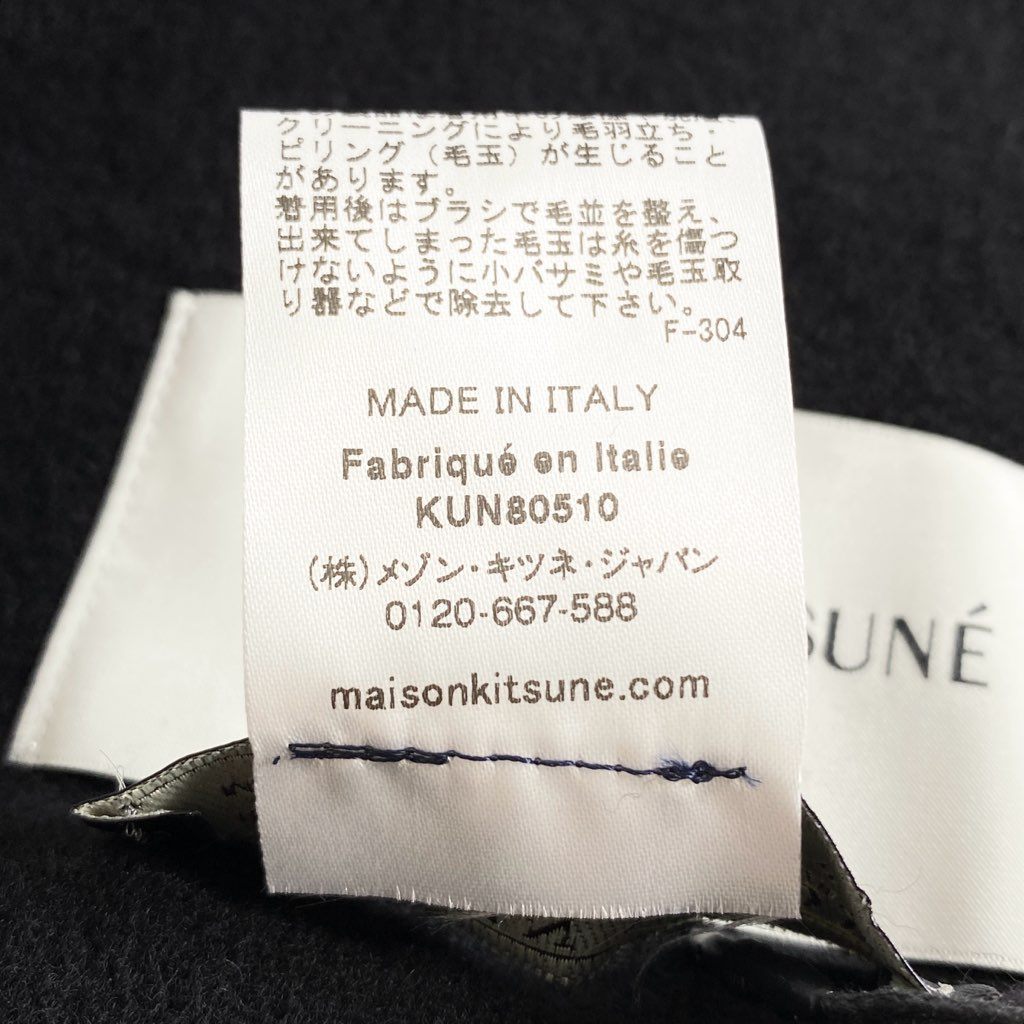 クリーニングにより毛羽立ち・
ピリング(毛玉)が生じること
があります。
着用後はブラシで毛並を整え、
出来てしまった毛玉は糸を傷つ
けないように小バサミや毛玉取
り器などで除去して下さい。
F-304
MADE IN ITALY
Fabriqué en Italie
KUN80510
(株)メゾン・キツネ・ジャパン
0120-667-588
maisonkitsune.com
SUNÉ